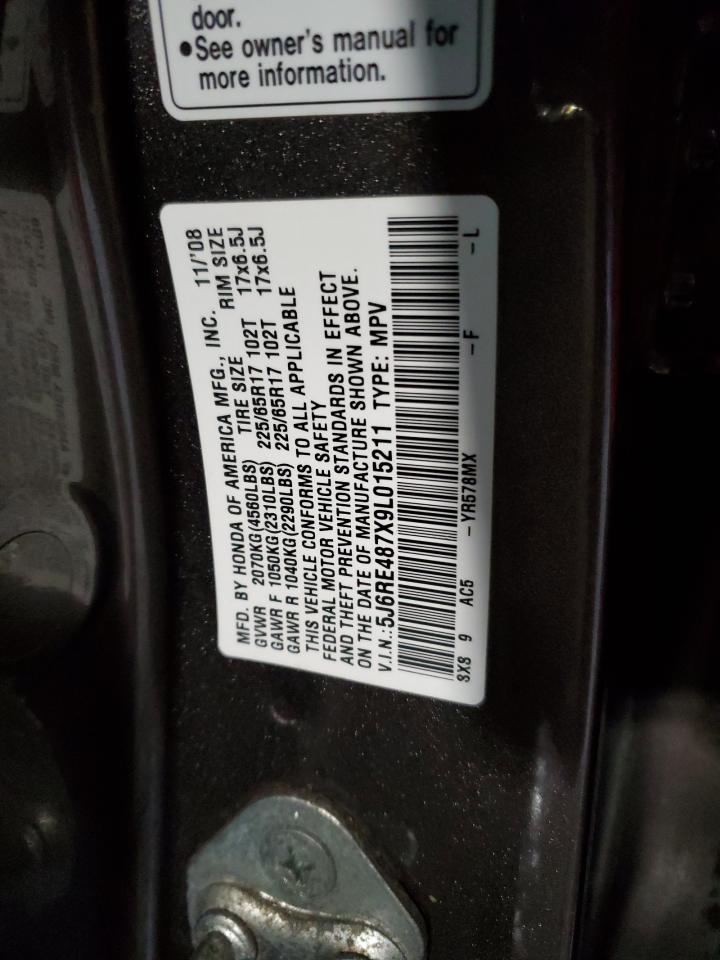 door.
•See owner's manual for
more information.
MFD. BY HONDA OF AMERICA MFG., INC. 11/'08
GVWR 2070KG(4560LBS) TIRE SIZE RIM SIZE
GAWR F 1050KG(2310LBS) 225/65R17 102T 17x6.5J
GAWR R 1040KG(2290LBS) 225/65R17 102T 17x6.5J
THIS VEHICLE CONFORMS TO ALL APPLICABLE
FEDERAL MOTOR VEHICLE SAFETY
AND THEFT PREVENTION STANDARDS IN EFFECT
ON THE DATE OF MANUFACTURE SHOWN ABOVE.
V.I.N.:5J6RE487X9L015211 TYPE: MPV
SX8 9 AC5 -YR578MX -F -L